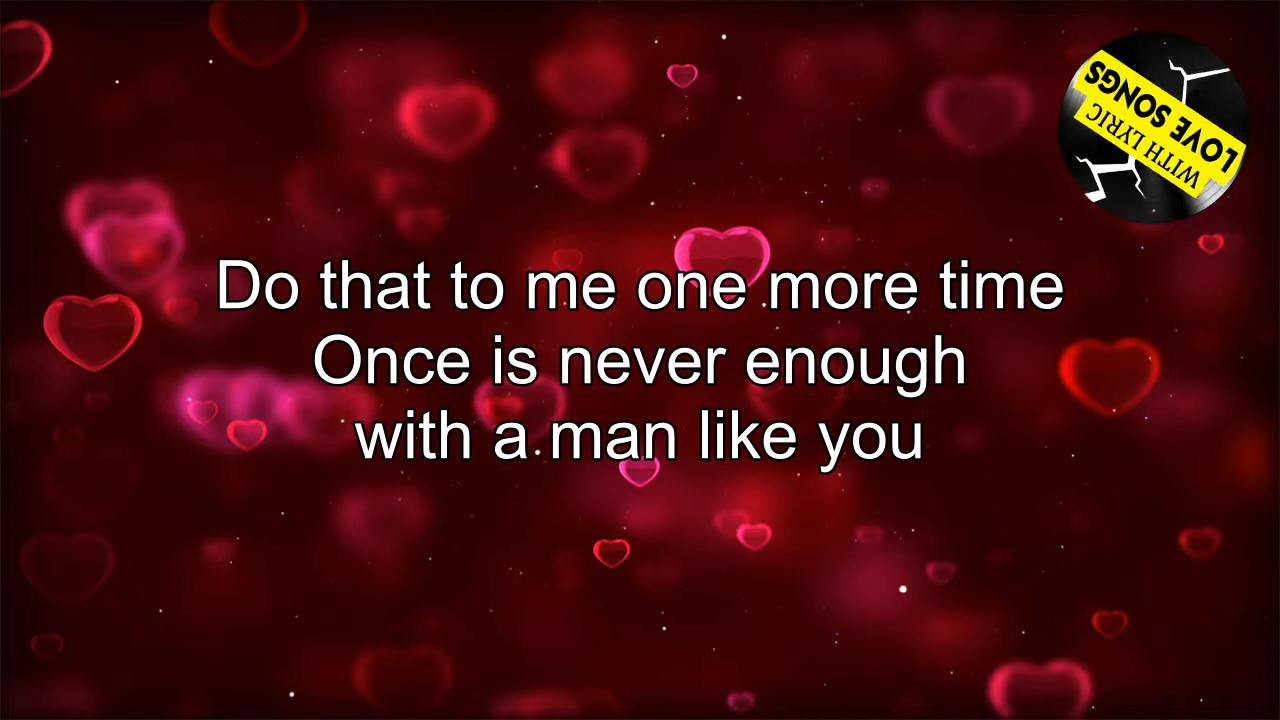 Do that to me one more time
Once is never enough
with a man like you
LOVE SONGS
WITH LYRIC